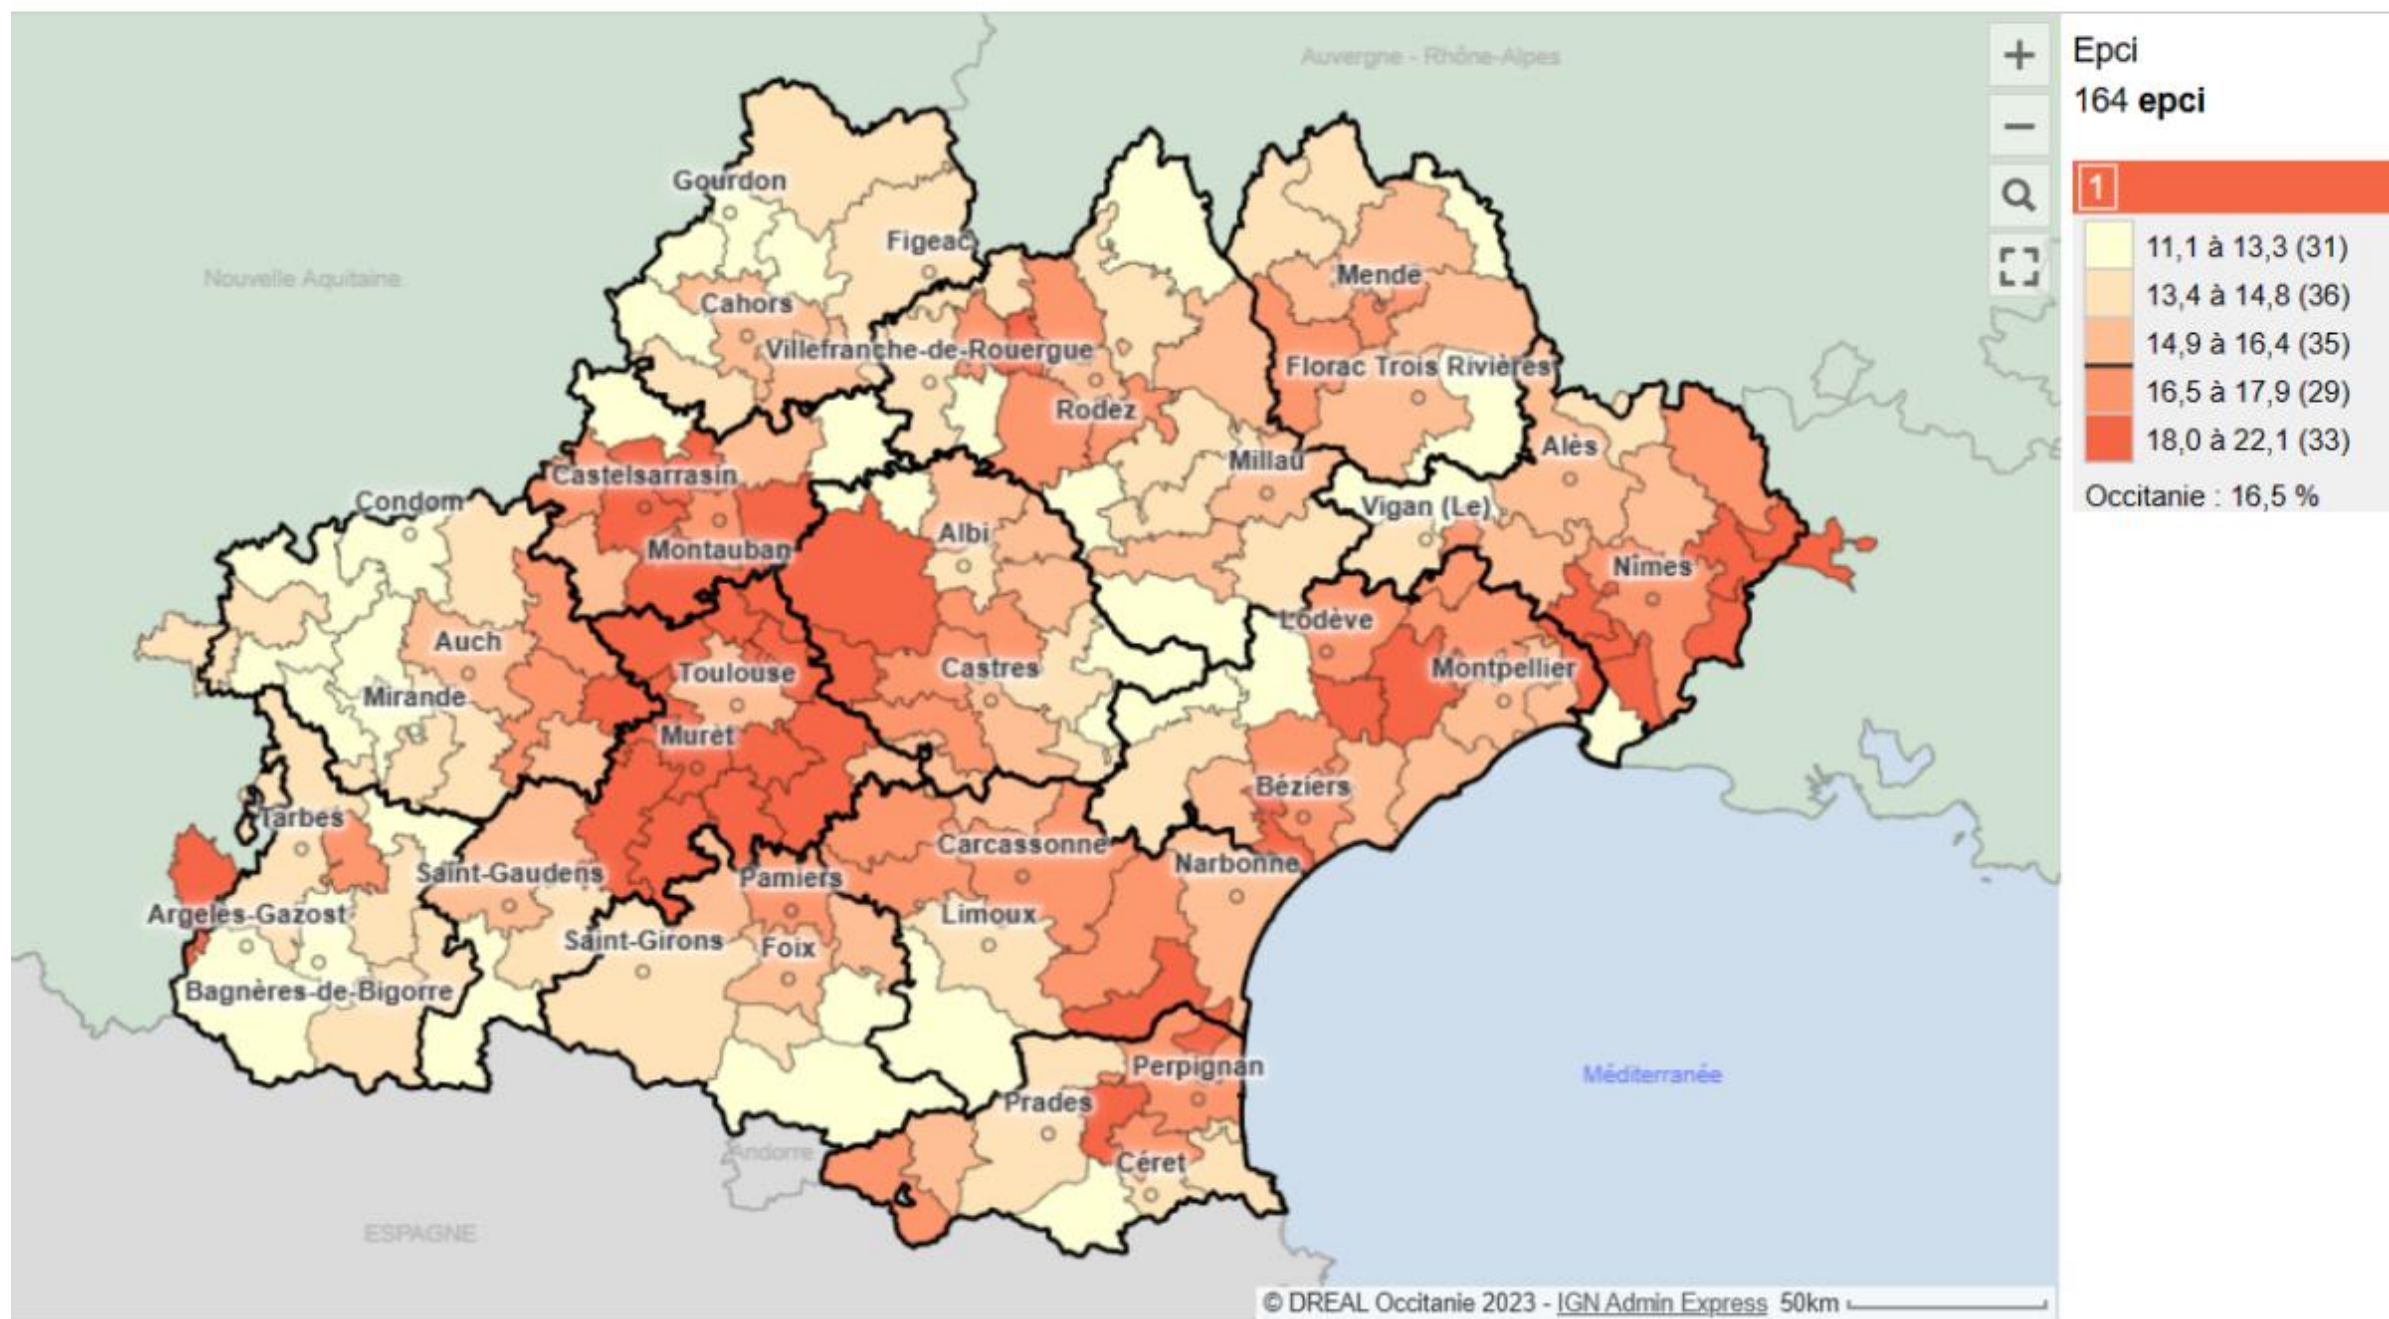 Auvergne - Rhône-Alpes
Epci
164 epci
1
11,1 à 13,3 (31)
13,4 à 14,8 (36)
14,9 à 16,4 (35)
16,5 à 17,9 (29)
18,0 à 22,1 (33)
Occitanie : 16,5 %
Gourdon
Figeac
Nouvelle Aquitaine
Mende
Cahors
Villefranche-de-Rouergue
Florac Trois Rivières
Rodez
Alès
Millau
Castelsarrasin
Condom
Vigan (Le)
Albi
Montauban
Nîmes
Lodève
Auch
Castres
Montpellier
Toulouse
Mirande
Muret
Béziers
Tarbes
Carcassonne
Narbonne
Saint-Gaudens
Pamiers
Argelès-Gazost
Limoux
Saint-Girons
Foix
Bagnères-de-Bigorre
Perpignan
Méditerranée
Prades
Andorre
Céret
ESPAGNE
© DREAL Occitanie 2023 - IGN Admin Express 50km